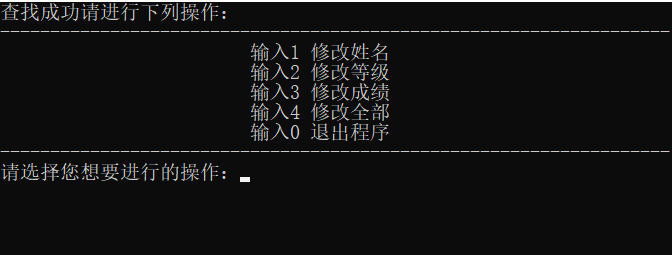 查找成功请进行下列操作：
--------------------------------------------------------------------
输入1 修改姓名
输入2 修改等级
输入3 修改成绩
输入4 修改全部
输入0 退出程序
--------------------------------------------------------------------
请选择您想要进行的操作：